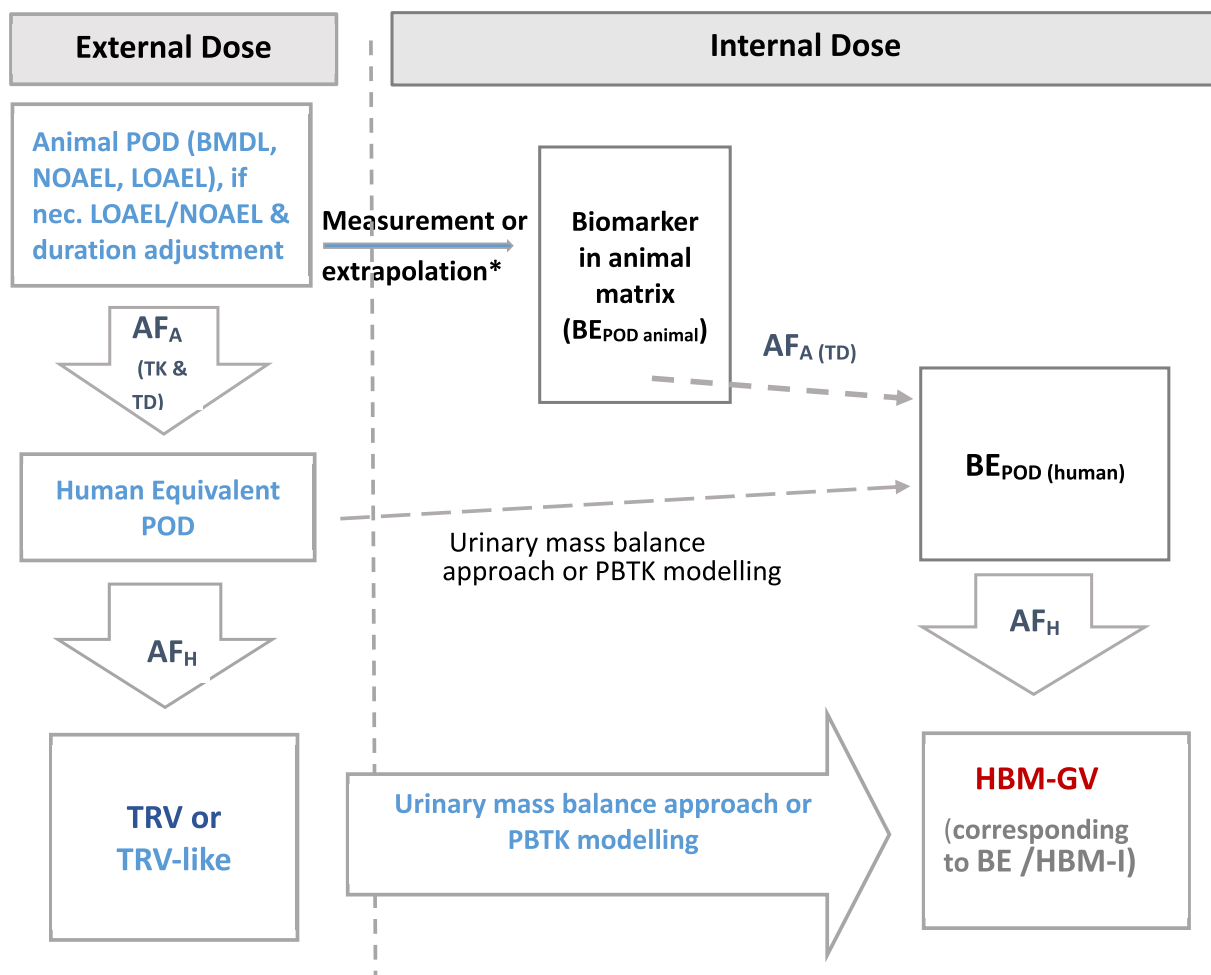 External Dose
Internal Dose
Animal POD (BMDL,
NOAEL, LOAEL), if
nec. LOAEL/NOAEL &
duration adjustment
Measurement or
extrapolation*
Biomarker
in animal
matrix
(BEPOD animal)
AFA
(TK &
TD)
AFA (TD)
BEPOD (human)
Human Equivalent
POD
Urinary mass balance
approach or PBTK modelling
AFH
AFH
TRV or
TRV-like
Urinary mass balance approach or
PBTK modelling
HBM-GV
(corresponding
to BE /HBM-I)